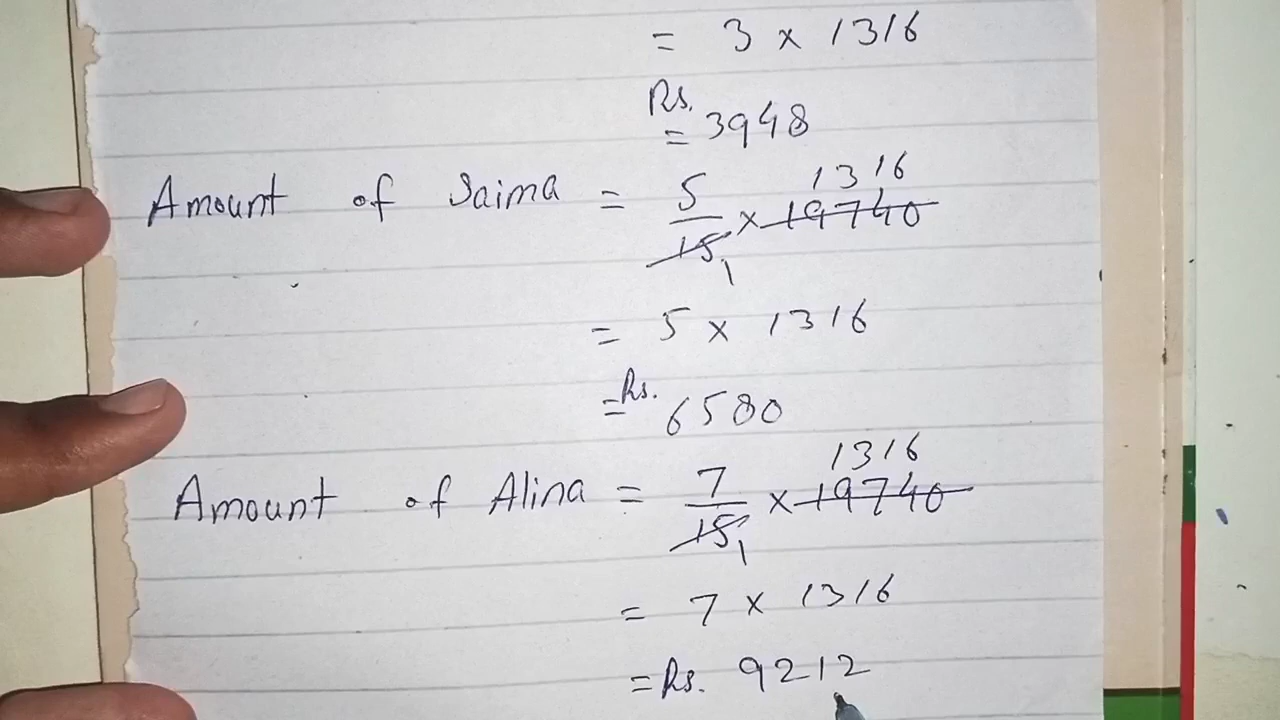 = 3 × 1316
Rs.
= 3948
Amount of Saima = 5/15 × 19740 1316
1
= 5 × 1316
= Rs. 6580
Amount of Alina = 7/15 × 19740 1316
1
= 7 × 1316
= Rs. 9212